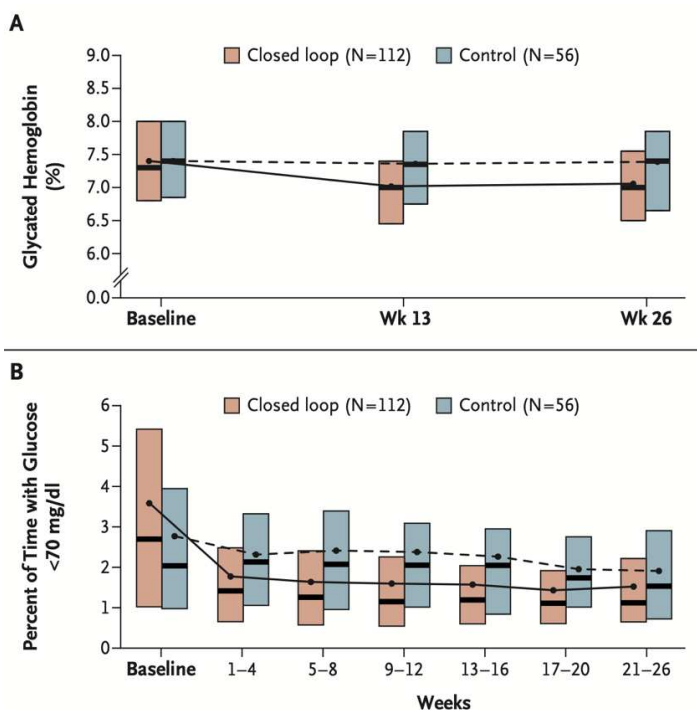 A
Closed loop (N=112) Control (N=56)
Glycated Hemoglobin
(%)
9.0
8.5
8.0
7.5
7.0
6.5
6.0
0.0
Baseline Wk 13 Wk 26
B
Closed loop (N=112) Control (N=56)
Percent of Time with Glucose
<70 mg/dl
6
5
4
3
2
1
0
Baseline 1–4 5–8 9–12 13–16 17–20 21–26
Weeks